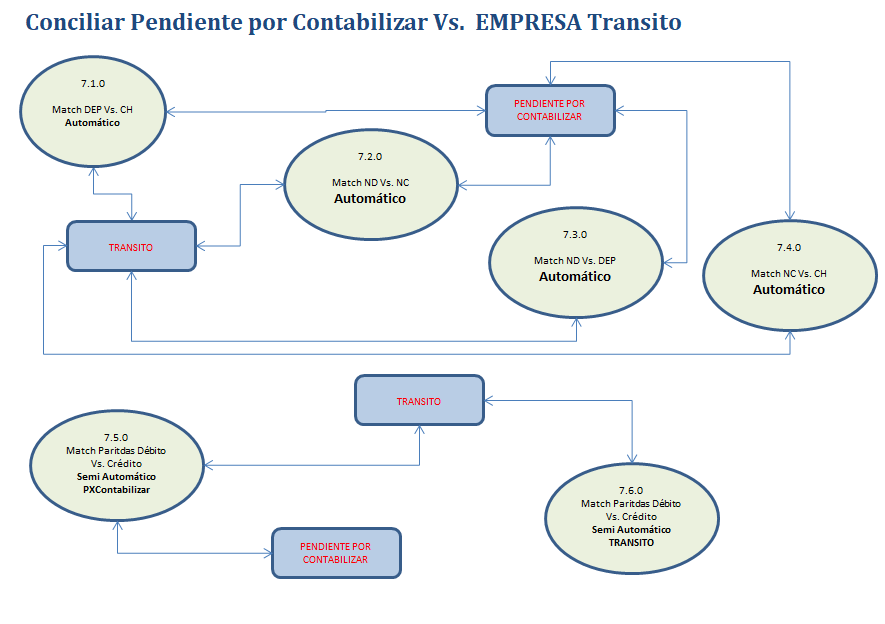 Conciliar Pendiente por Contabilizar Vs.  EMPRESA Transito
7.1.0
Match DEP Vs. CH
Automático
PENDIENTE POR
CONTABILIZAR
7.2.0
Match ND Vs. NC
Automático
TRANSITO
7.3.0
Match ND Vs. DEP
Automático
7.4.0
Match NC Vs. CH
Automático
TRANSITO
7.5.0
Match Paritdas Débito
Vs. Crédito
Semi Automático
PXContabilizar
7.6.0
Match Paritdas Débito
Vs. Crédito
Semi Automático
TRANSITO
PENDIENTE POR
CONTABILIZAR